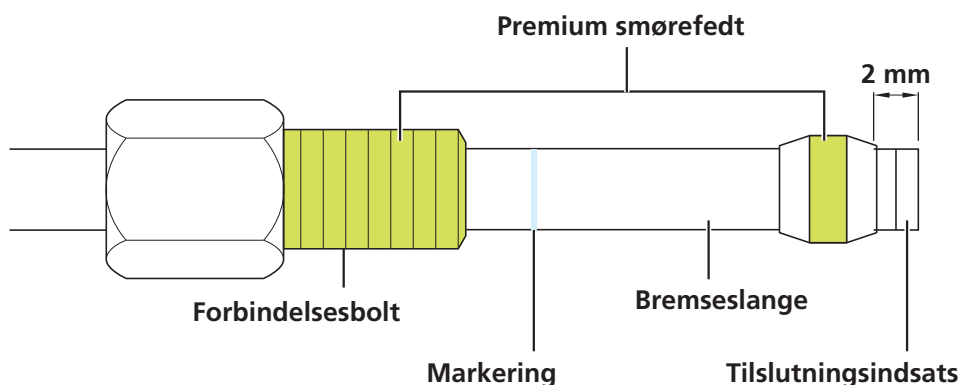 Premium smørefedt
2 mm
Forbindelsesbolt
Bremseslange
Markering
Tilslutningsindsats